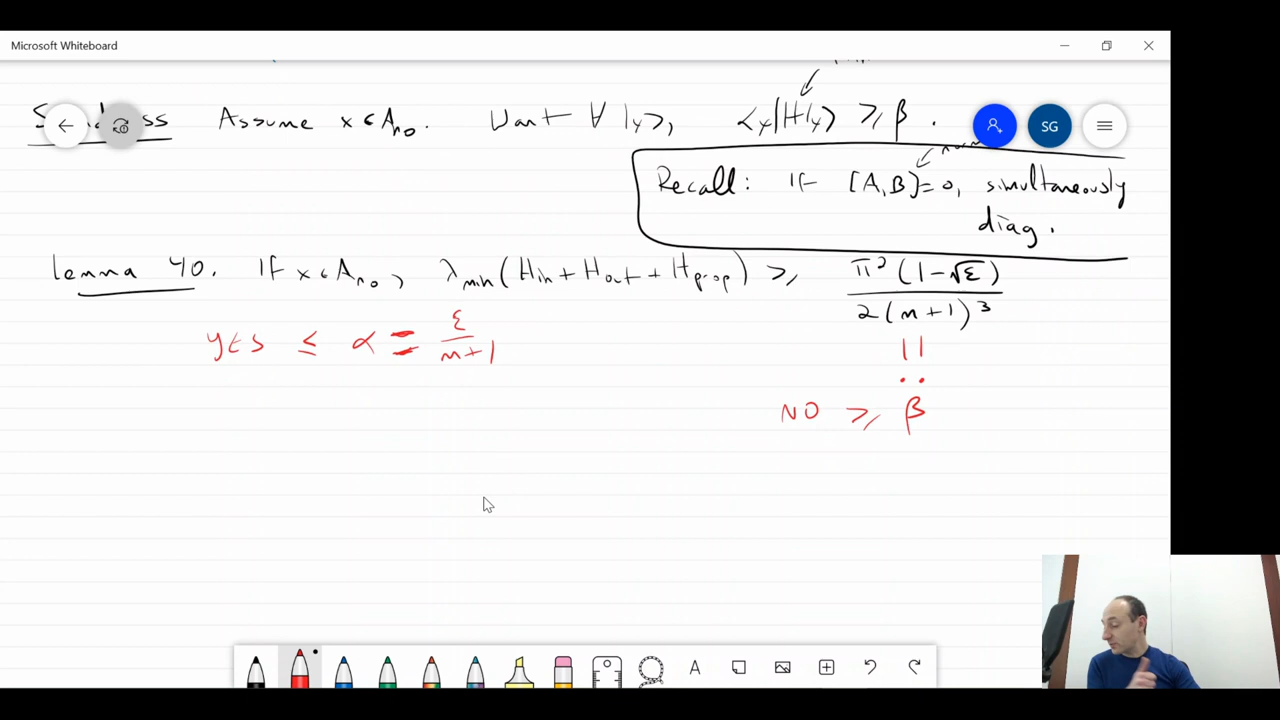 Microsoft Whiteboard
SG
Assume x∈A_no. Want ∀ |y>, <y|H|y> ≥ β.
Recall: If [A,B]=0, simultaneously
diag.
Lemma 40. If x∈A_no, λ_min(H_in + H_out + H_prop) ≥ π²(1-√ε) / 2(m+1)³
yes ≤ α = ε / m+1
NO ≥ β
A